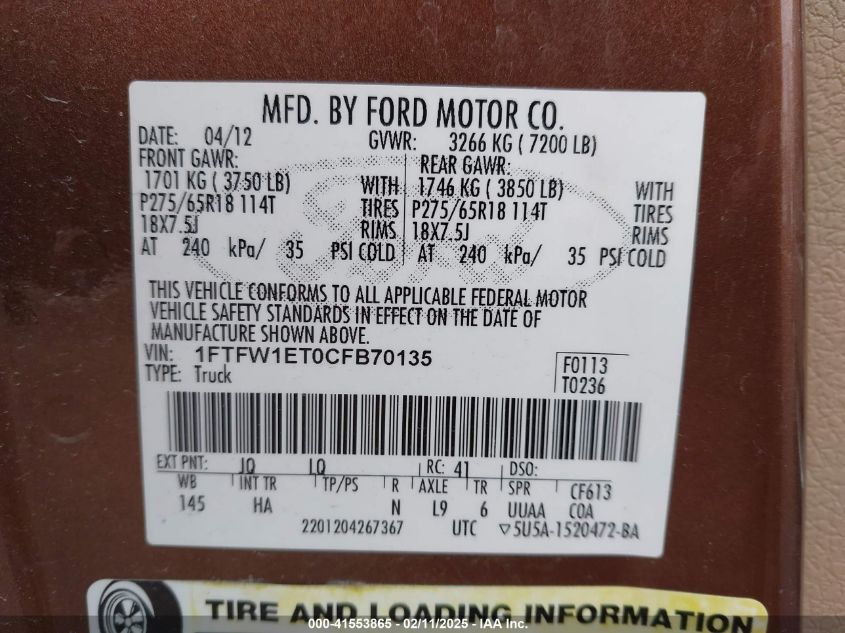 MFD. BY FORD MOTOR CO.
DATE: 04/12 GVWR: 3266 KG ( 7200 LB)
FRONT GAWR: REAR GAWR:
1701 KG ( 3750 LB) WITH 1746 KG ( 3850 LB) WITH
P275/65R18 114T TIRES P275/65R18 114T TIRES
18X7.5J RIMS 18X7.5J RIMS
AT 240 kPa/ 35 PSI COLD AT 240 kPa/ 35 PSI COLD
THIS VEHICLE CONFORMS TO ALL APPLICABLE FEDERAL MOTOR
VEHICLE SAFETY STANDARDS IN EFFECT ON THE DATE OF
MANUFACTURE SHOWN ABOVE.
VIN: 1FTFW1ET0CFB70135 F0113
TYPE: Truck T0236
EXT PNT: JQ LQ RC: 41 DSO:
WB INT TR TP/PS R AXLE TR SPR CF613
145 HA N L9 6 UUAA COA
2201204267367 UTC ▽5U5A-1520472-BA
TIRE AND LOADING INFORMATION
000-41553865 - 02/11/2025 - IAA Inc.